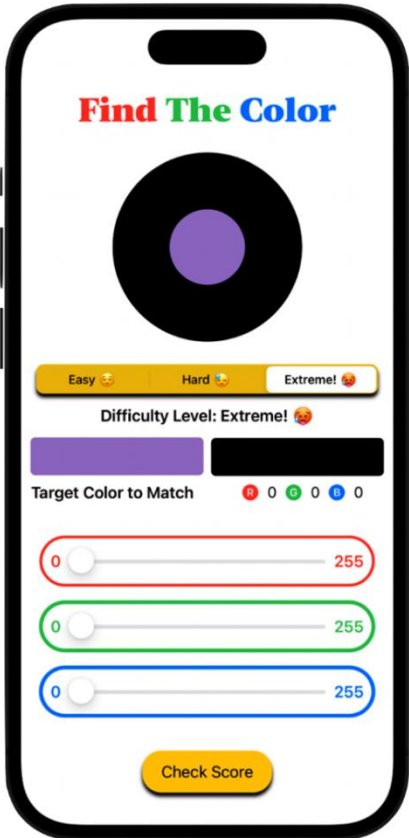 Find The Color
Easy 😌 Hard 😓 Extreme! 🥵
Difficulty Level: Extreme! 🥵
Target Color to Match R 0 G 0 B 0
0 255
0 255
0 255
Check Score